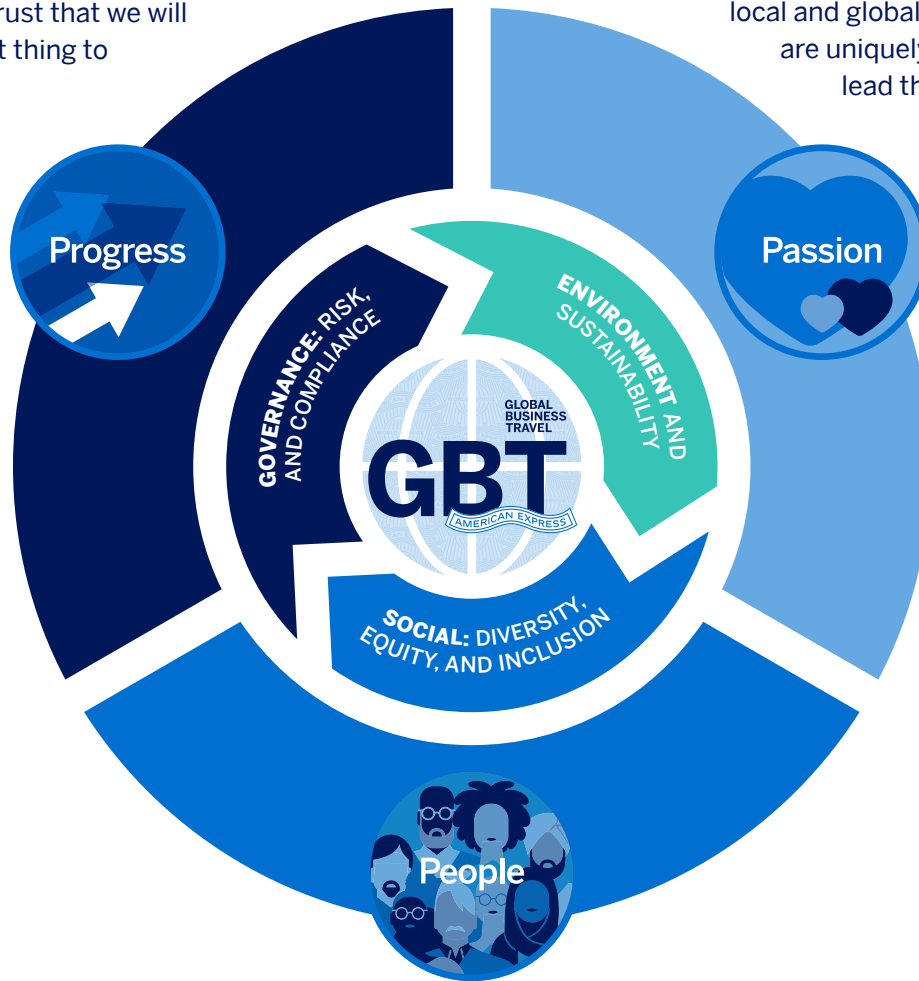 rust that we will
t thing to
local and global
are uniquely
lead th
Progress
Passion
GOVERNANCE: RISK,
AND COMPLIANCE
ENVIRONMENT AND
SUSTAINABILITY
GLOBAL
BUSINESS
TRAVEL
GBT
AMERICAN EXPRESS
SOCIAL: DIVERSITY,
EQUITY, AND INCLUSION
People